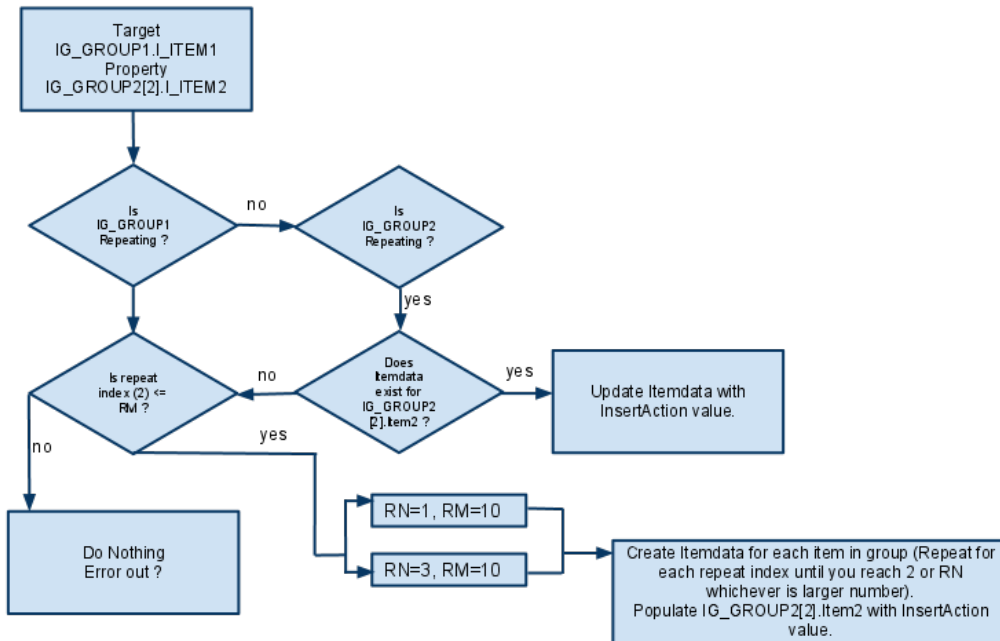 Target
IG_GROUP1.I_ITEM1
Property
IG_GROUP2[2].I_ITEM2
Is
IG_GROUP1
Repeating ?
no
Is
IG_GROUP2
Repeating ?
yes
Is repeat
index (2) <=
RM ?
no
Does
Itemdata
exist for
IG_GROUP2
[2].Item2 ?
yes
Update Itemdata with
InsertAction value.
no
yes
RN=1, RM=10
RN=3, RM=10
Do Nothing
Error out ?
Create Itemdata for each item in group (Repeat for
each repeat index until you reach 2 or RN
whichever is larger number).
Populate IG_GROUP2[2].Item2 with InsertAction
value.